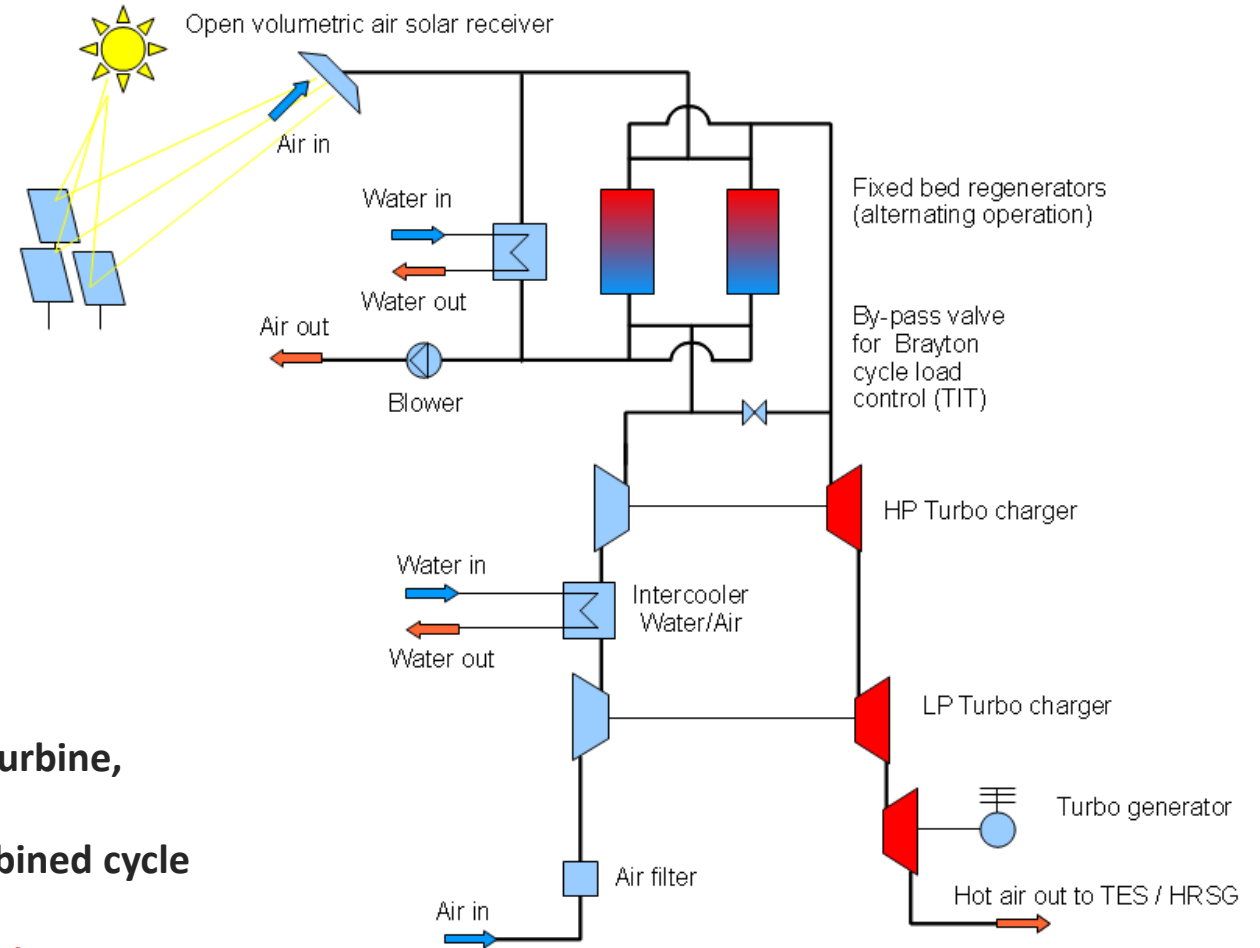 Open volumetric air solar receiver
Air in
Water in
Water out
Air out
Blower
Fixed bed regenerators
(alternating operation)
By-pass valve
for Brayton
cycle load
control (TIT)
HP Turbo charger
Water in
Intercooler
Water/Air
Water out
LP Turbo charger
urbine,
Turbo generator
bined cycle
Air filter
Hot air out to TES / HRSG
Air in